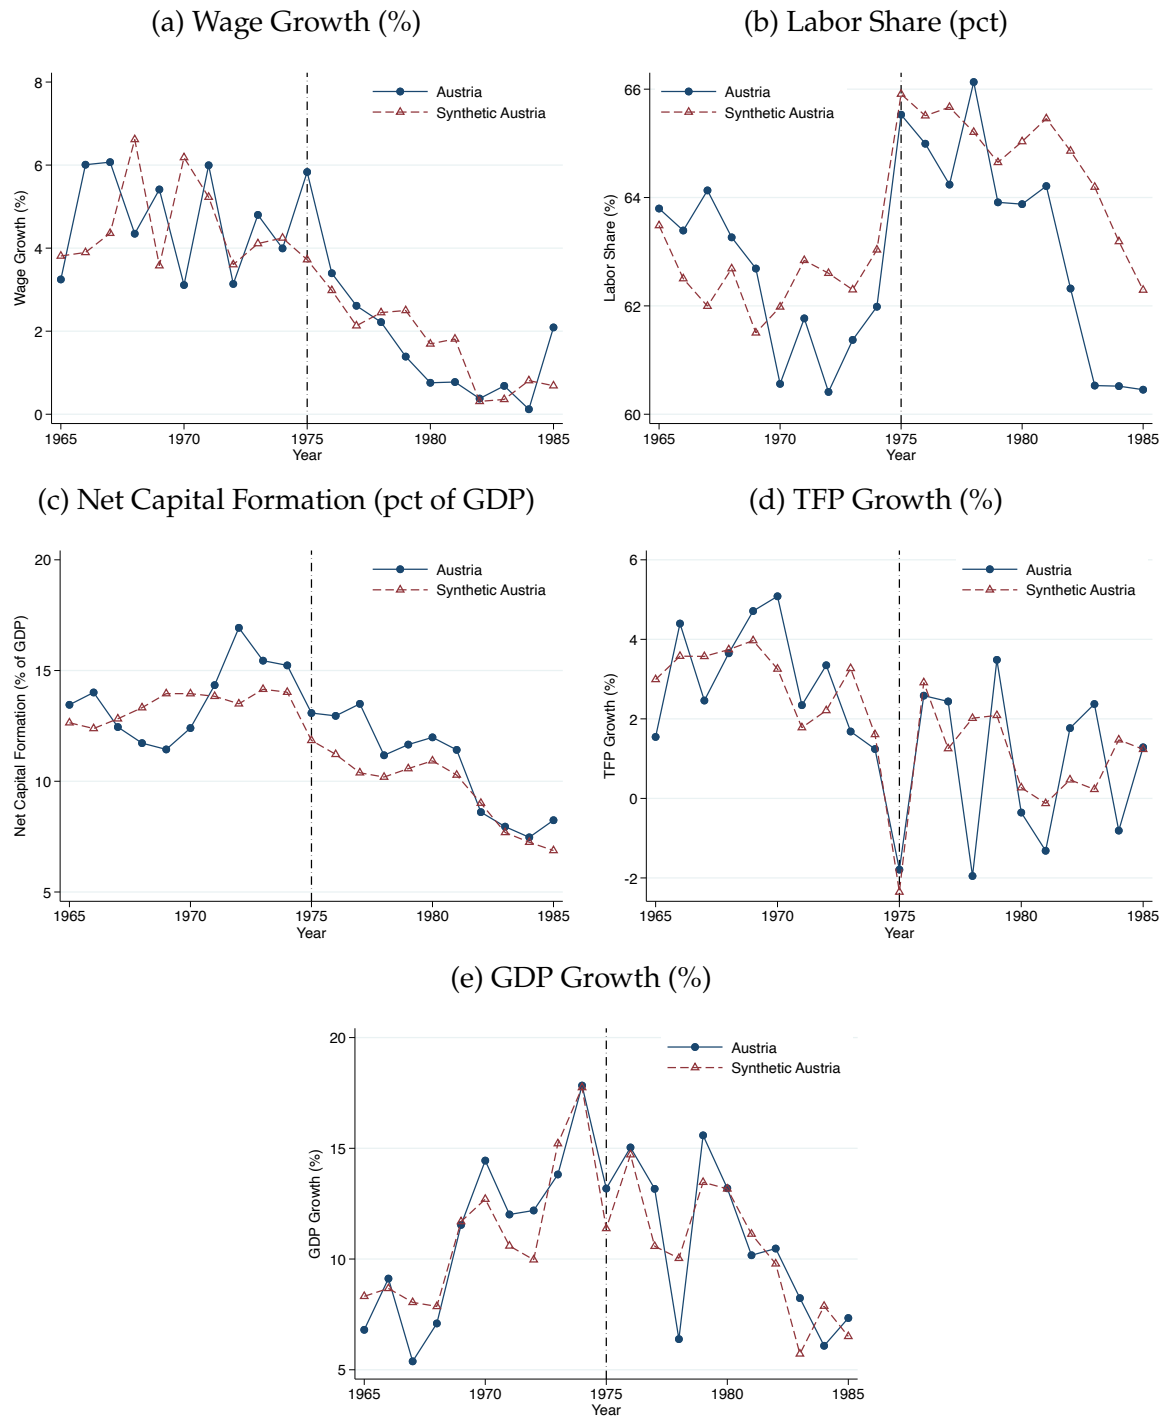 (a) Wage Growth (%)
Wage Growth (%)
8
6
4
2
0
Austria
Synthetic Austria
1965 1970 1975 1980 1985
Year
(b) Labor Share (pct)
Labor Share (%)
66
64
62
60
Austria
Synthetic Austria
1965 1970 1975 1980 1985
Year
(c) Net Capital Formation (pct of GDP)
Net Capital Formation (% of GDP)
20
15
10
5
Austria
Synthetic Austria
1965 1970 1975 1980 1985
Year
(d) TFP Growth (%)
TFP Growth (%)
6
4
2
0
-2
Austria
Synthetic Austria
1965 1970 1975 1980 1985
Year
(e) GDP Growth (%)
GDP Growth (%)
20
15
10
5
Austria
Synthetic Austria
1965 1970 1975 1980 1985
Year